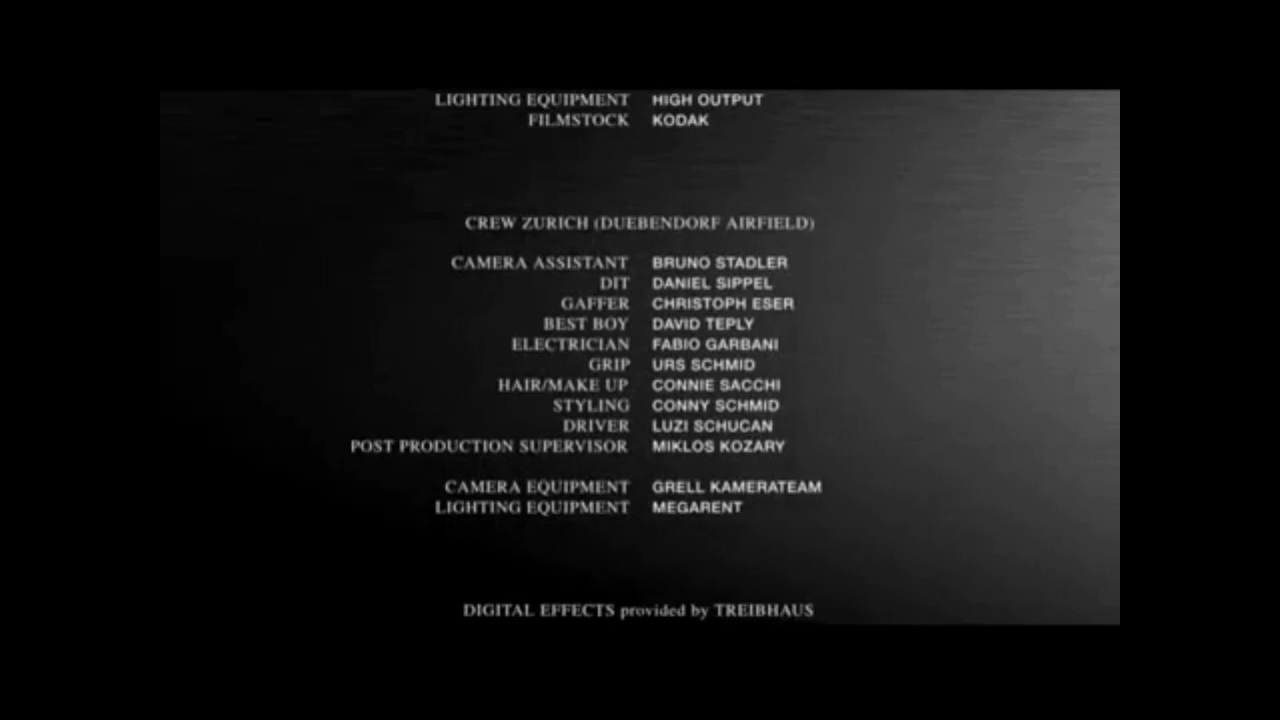 LIGHTING EQUIPMENT HIGH OUTPUT
FILMSTOCK KODAK
CREW ZURICH (DUEBENDORF AIRFIELD)
CAMERA ASSISTANT BRUNO STADLER
DIT DANIEL SIPPEL
GAFFER CHRISTOPH ESER
BEST BOY DAVID TEPLY
ELECTRICIAN FABIO GARBANI
GRIP URS SCHMID
HAIR/MAKE UP CONNIE SACCHI
STYLING CONNY SCHMID
DRIVER LUZI SCHUCAN
POST PRODUCTION SUPERVISOR MIKLOS KOZARY
CAMERA EQUIPMENT GRELL KAMERATEAM
LIGHTING EQUIPMENT MEGARENT
DIGITAL EFFECTS provided by TREIBHAUS